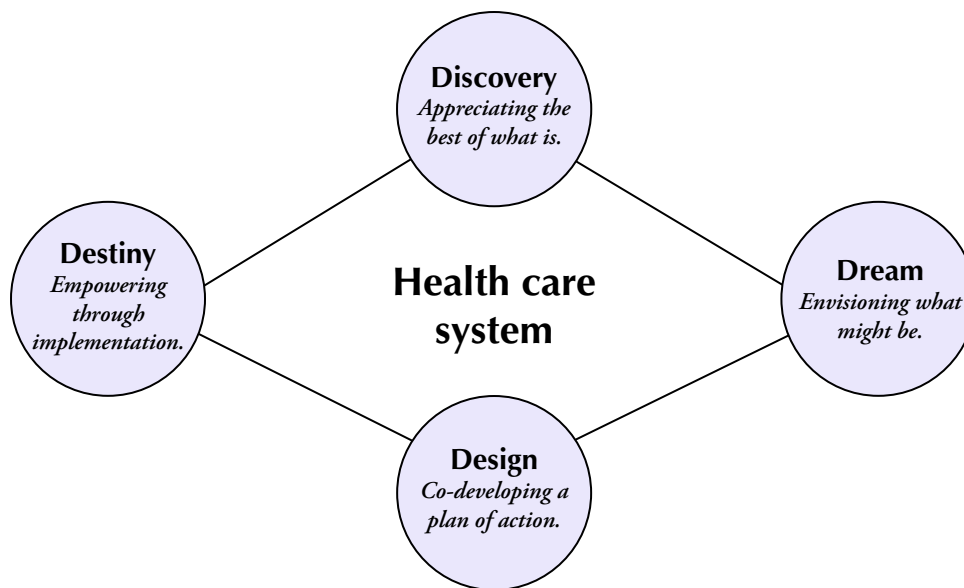 Discovery
Appreciating the
best of what is.
Destiny
Empowering
through
implementation.
Health care
system
Dream
Envisioning what
might be.
Design
Co-developing a
plan of action.